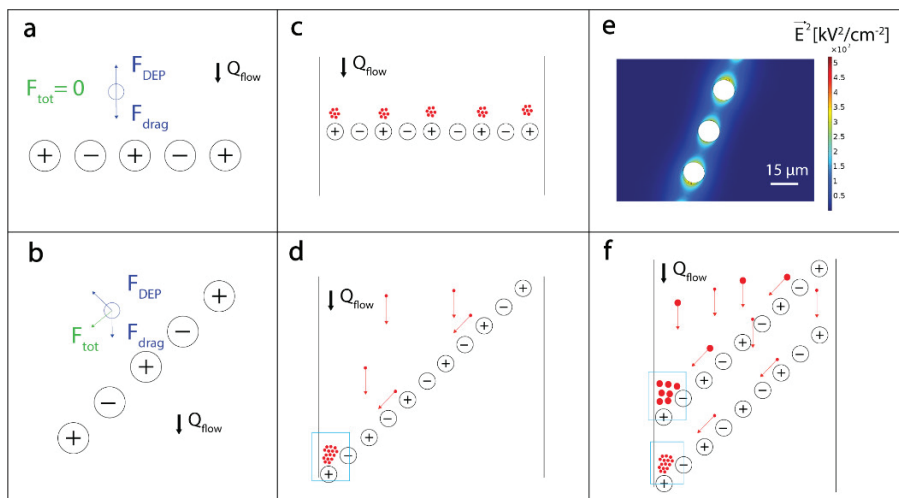 a
F_tot = 0
F_DEP
F_drag
Q_flow
+ − + − +
c
Q_flow
+ − + − + − + − +
e
E² [kV²/cm⁻²]
×10⁷
5
4.5
4
3.5
3
2.5
2
1.5
1
0.5
15 µm
b
F_DEP
F_tot
F_drag
+
−
+
−
+
Q_flow
d
Q_flow
+
−
+
−
+
−
+
−
+
f
Q_flow
+
−
+
−
+
−
+
−
+
+
−
+
−
+
−
+
−
+